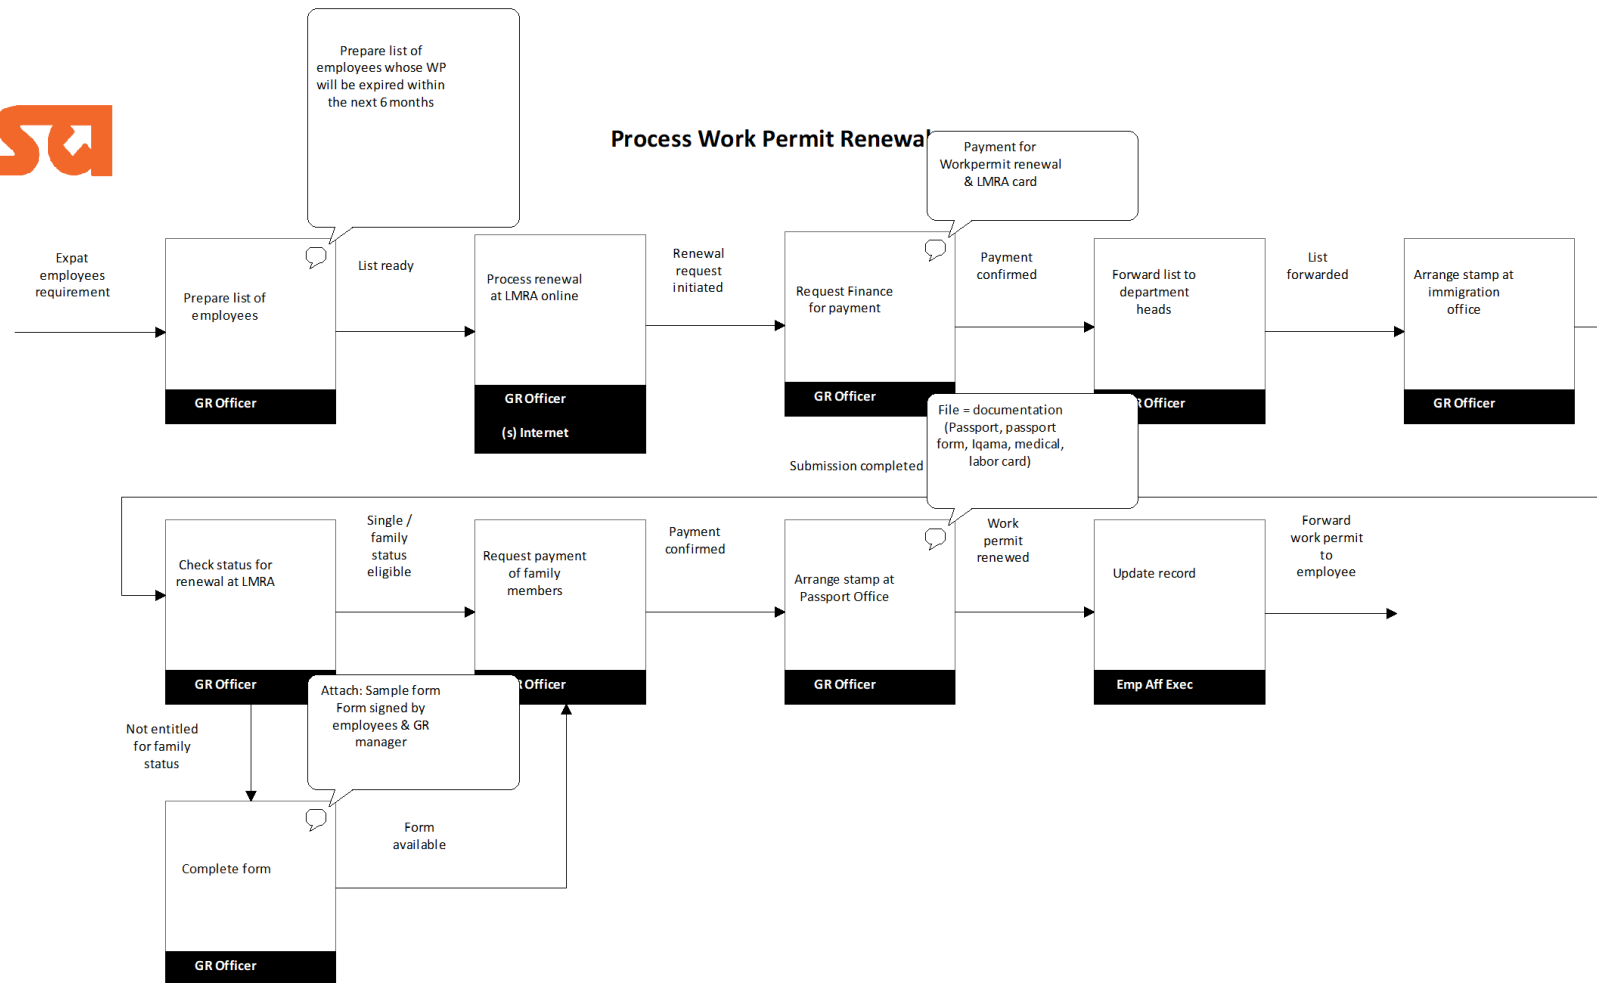 Prepare list of
employees whose WP
will be expired within
the next 6 months
sa
Process Work Permit Renewal
Payment for
Workpermit renewal
& LMRA card
Expat
employees
requirement
Prepare list of
employees
GR Officer
List ready
Process renewal
at LMRA online
GR Officer
(s) Internet
Renewal
request
initiated
Request Finance
for payment
GR Officer
Payment
confirmed
Forward list to
department
heads
R Officer
List
forwarded
Arrange stamp at
immigration
office
GR Officer
File = documentation
(Passport, passport
form, Iqama, medical,
labor card)
Submission completed
Check status for
renewal at LMRA
GR Officer
Single /
family
status
eligible
Request payment
of family
members
R Officer
Payment
confirmed
Arrange stamp at
Passport Office
GR Officer
Work
permit
renewed
Update record
Emp Aff Exec
Forward
work permit
to
employee
Attach: Sample form
Form signed by
employees & GR
manager
Not entitled
for family
status
Complete form
GR Officer
Form
available